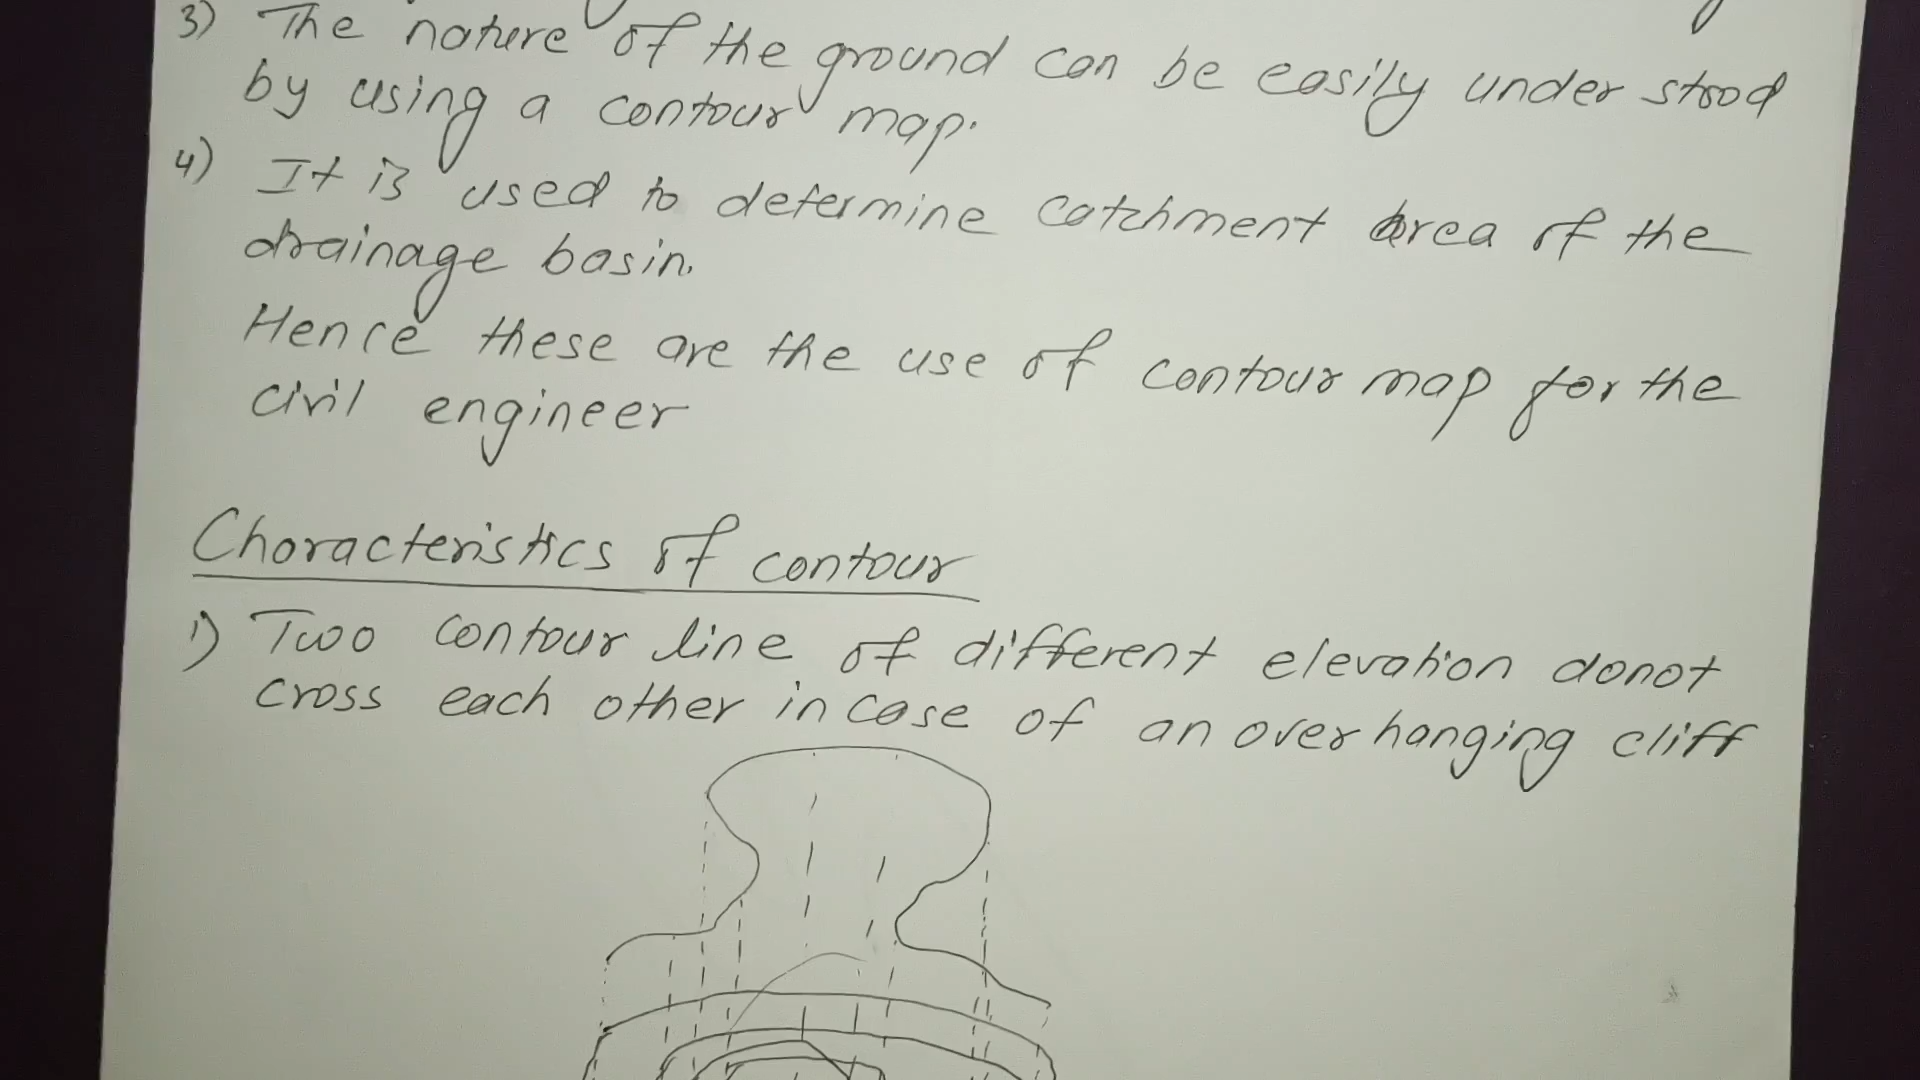 3) The nature of the ground can be easily under stood
by using a contour map.
4) It is used to determine catchment area of the
drainage basin.
Hence these are the use of contour map for the
civil engineer
Characteristics of contour
1) Two contour line of different elevation donot
cross each other in case of an over hanging cliff